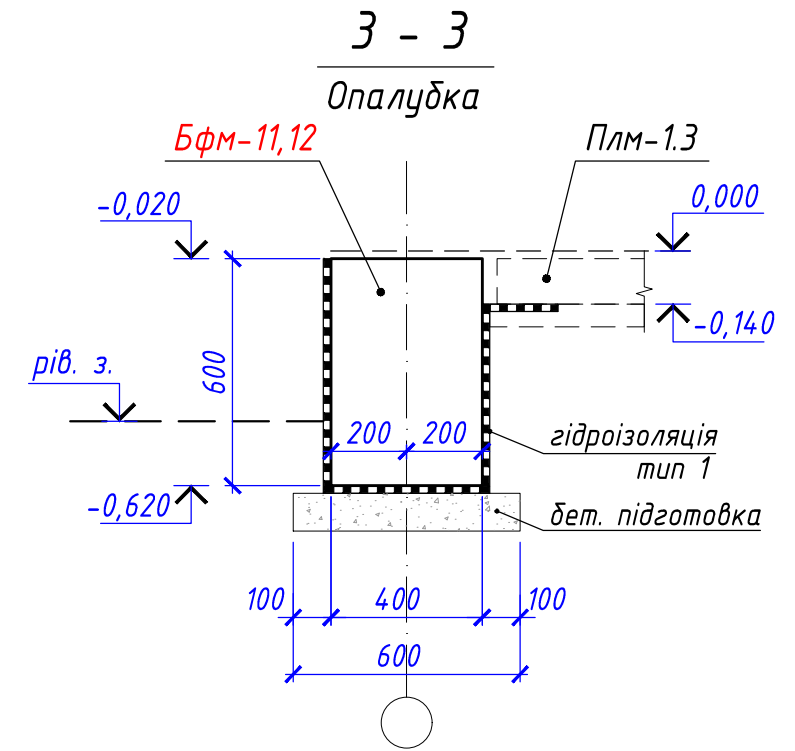 3 - 3
Опалубка
Бфм-11,12
Плм-1.3
-0,020
0,000
-0,140
600
рів. з.
200 200
гідроізоляція
тип 1
-0,620
бет. підготовка
100 400 100
600